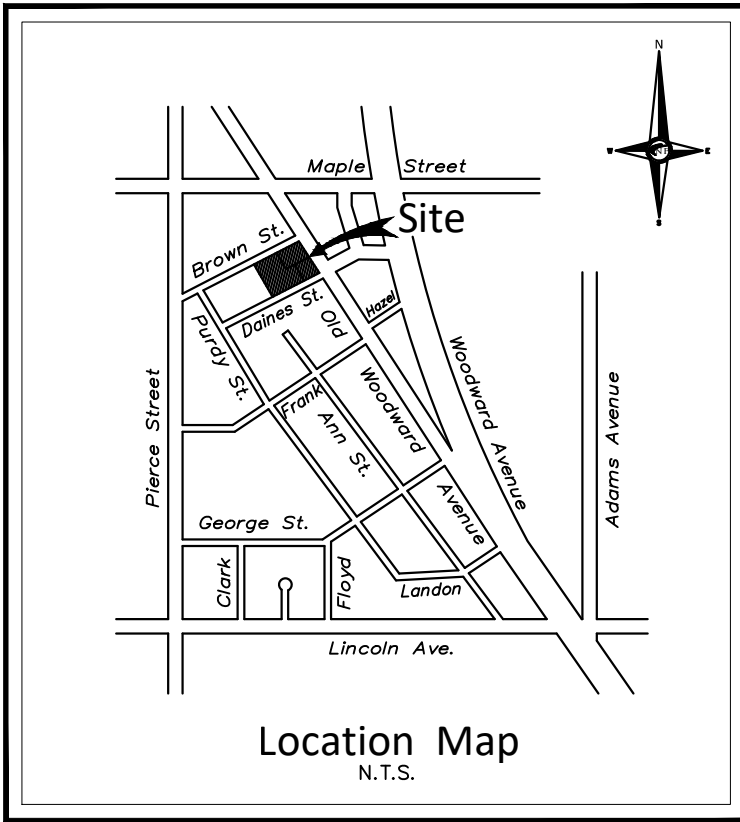 N
W
E
S
NF
Maple Street
Site
Brown St.
Daines St.
Hazel
Old
Woodward
Avenue
Purdy St.
Frank
Ann St.
Woodward Avenue
Pierce Street
Adams Avenue
George St.
Clark
Floyd
Landon
Lincoln Ave.
Location Map
N.T.S.